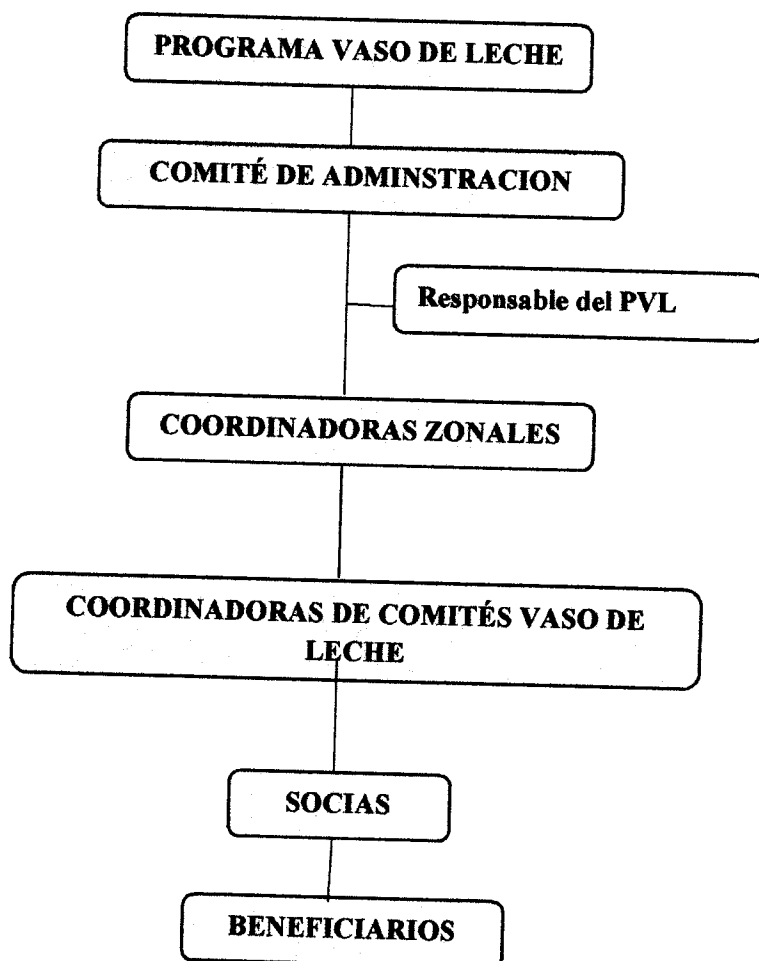 PROGRAMA VASO DE LECHE
COMITÉ DE ADMINSTRACION
Responsable del PVL
COORDINADORAS ZONALES
COORDINADORAS DE COMITÉS VASO DE
LECHE
SOCIAS
BENEFICIARIOS